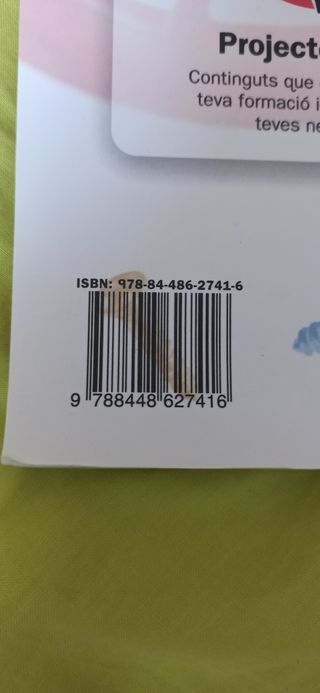 Project
Continguts que
teva formació i
teves ne
ISBN: 978-84-486-2741-6
9 788448 627416